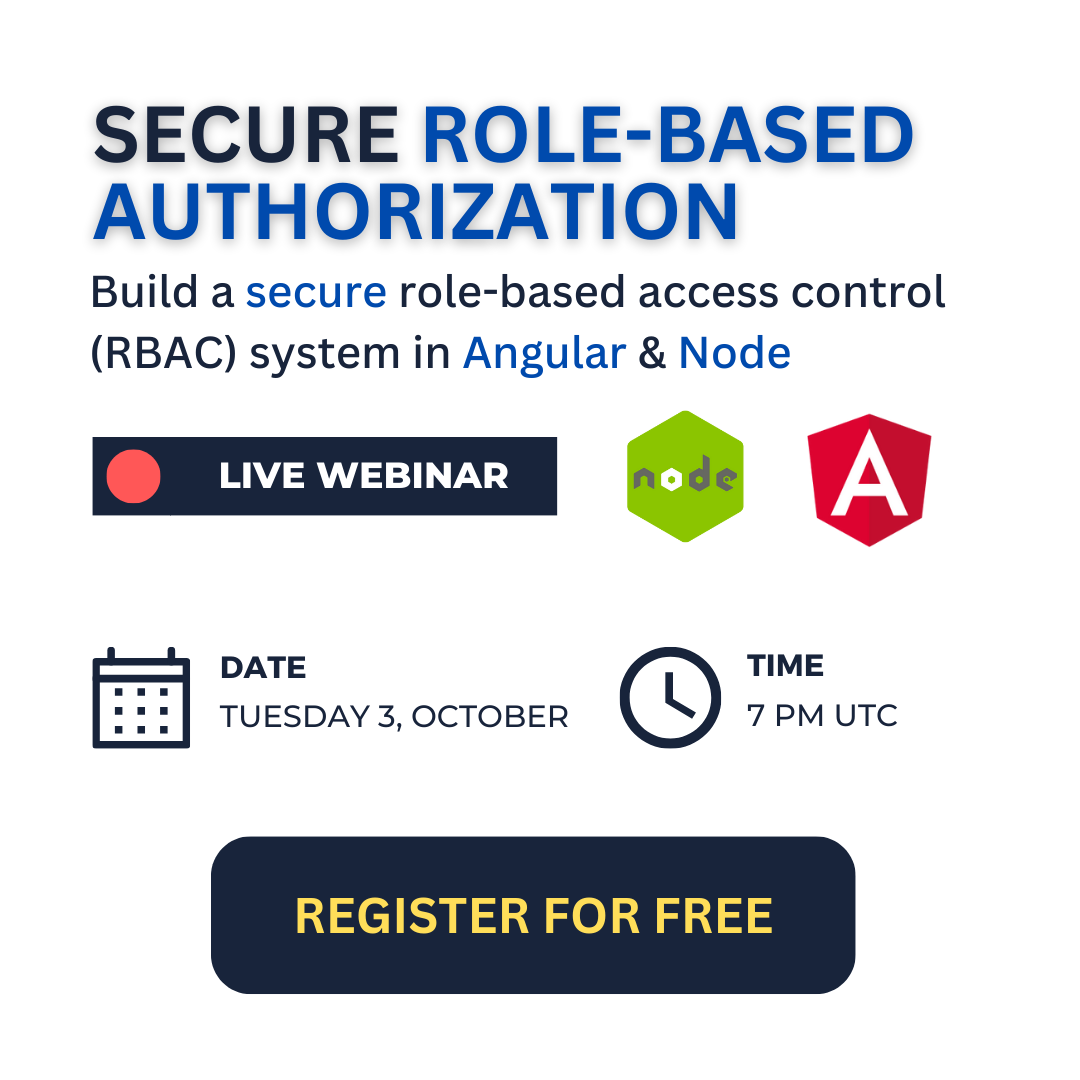 SECURE ROLE-BASED
AUTHORIZATION
Build a secure role-based access control
(RBAC) system in Angular & Node
LIVE WEBINAR
node
A
DATE
TUESDAY 3, OCTOBER
TIME
7 PM UTC
REGISTER FOR FREE